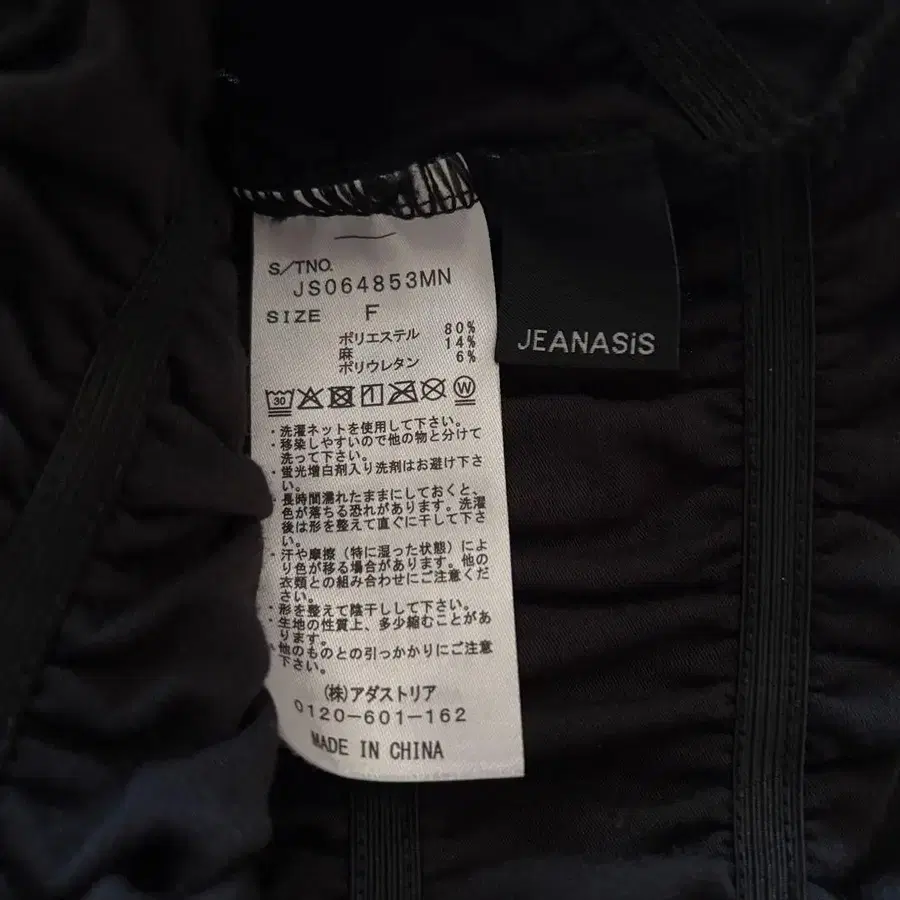 S/TNO.
JS064853MN
SIZE F
ポリエステル 80%
麻 14%
ポリウレタン 6%
30 W
・洗濯ネットを使用して下さい。
・移染しやすいので他の物と分けて
洗って下さい。
・蛍光増白剤入り洗剤はお避け下さ
い。
・長時間濡れたままにしておくと、
色が落ちる恐れがあります。洗濯
後は形を整えて直ぐに干して下さ
い。
・汗や摩擦（特に湿った状態）によ
り色が移る場合があります。他の
衣類との組み合わせにご注意くだ
さい。
・形を整えて陰干しして下さい。
・生地の性質上、多少縮むことがあ
ります。
・他のものとの引っかかりにご注意
下さい。
(株)アダストリア
0120-601-162
MADE IN CHINA
JEANASiS